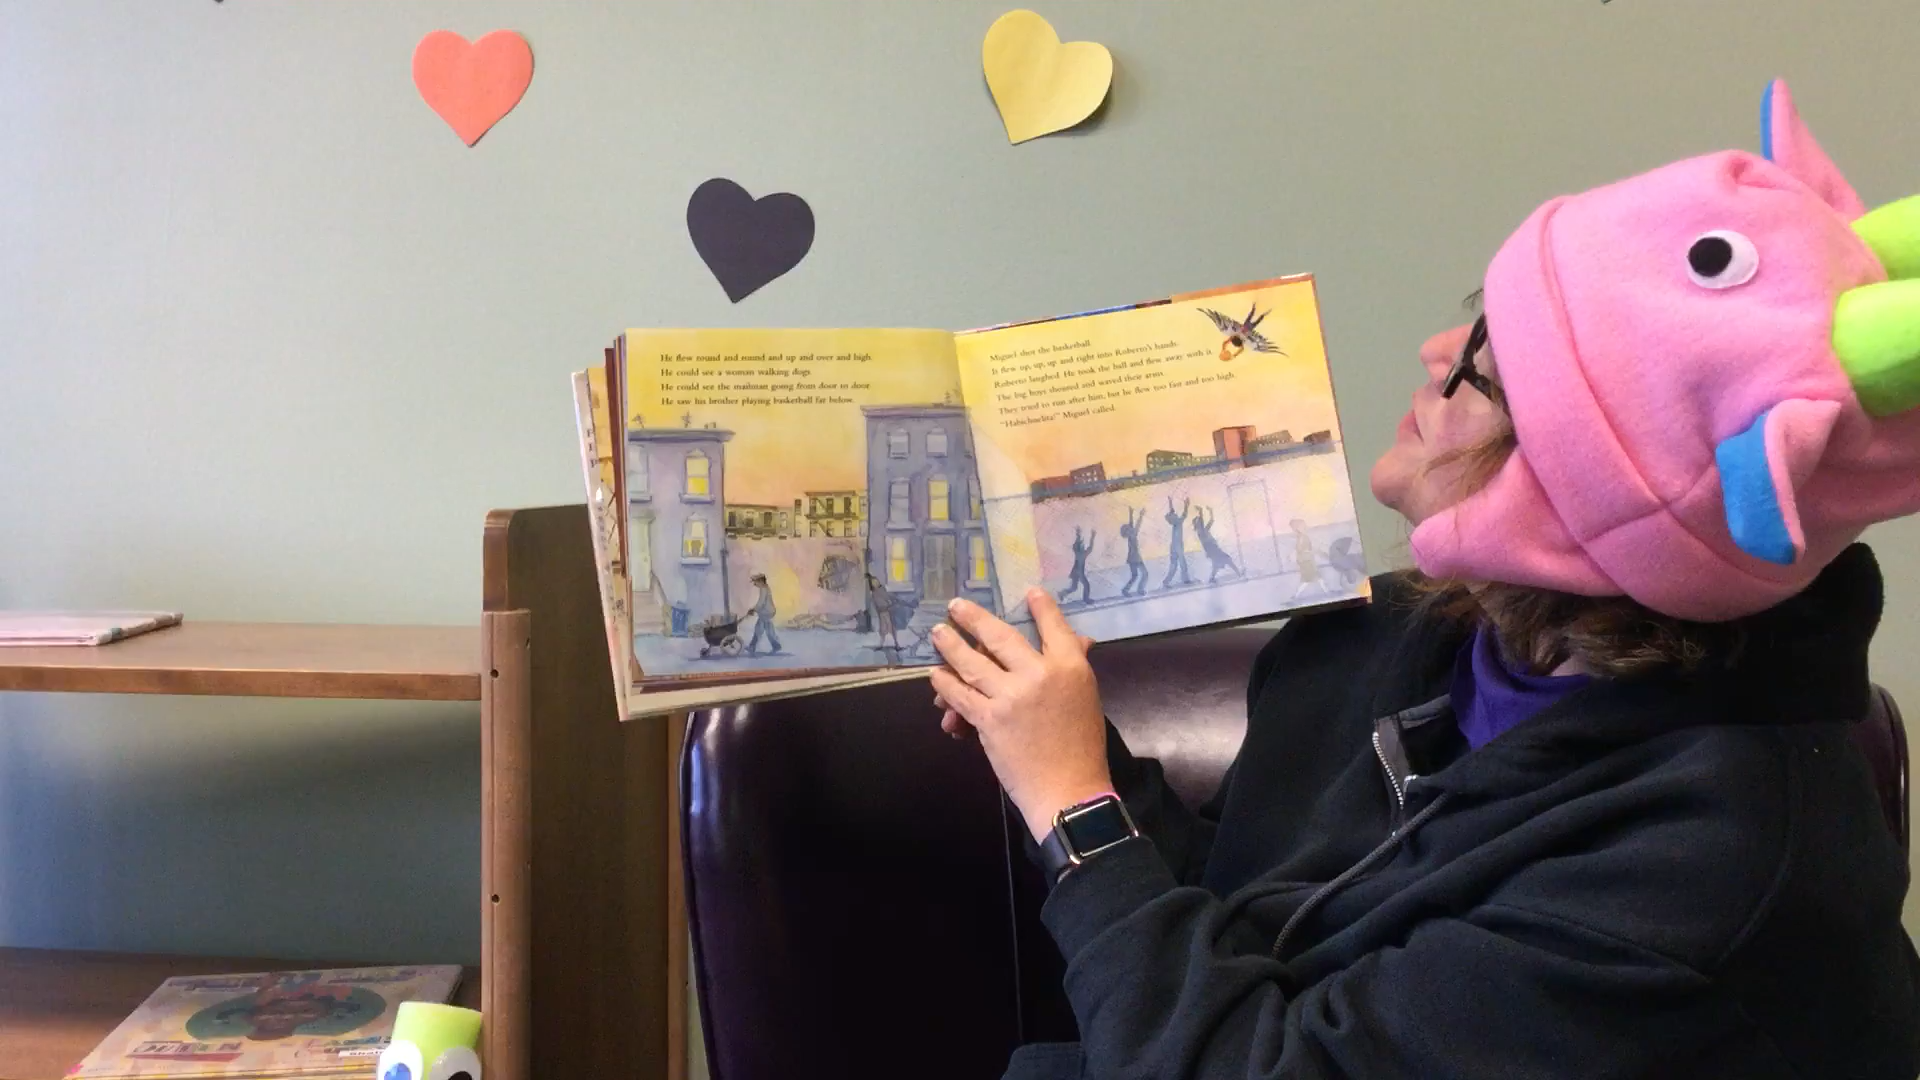 He flew round and round and up and over and high.
He could see a woman walking dogs
He could see the mailman going from door to door
He saw his brother playing basketball far below.
Miguel shot the basketball.
It flew up, up, up and right into Roberto's hands.
Roberto laughed. He took the ball and flew away with it.
The big boys shouted and waved their arms.
They tried to run after him, but he flew too fast and too high.
"Habichuelita!" Miguel called.
QUEEN